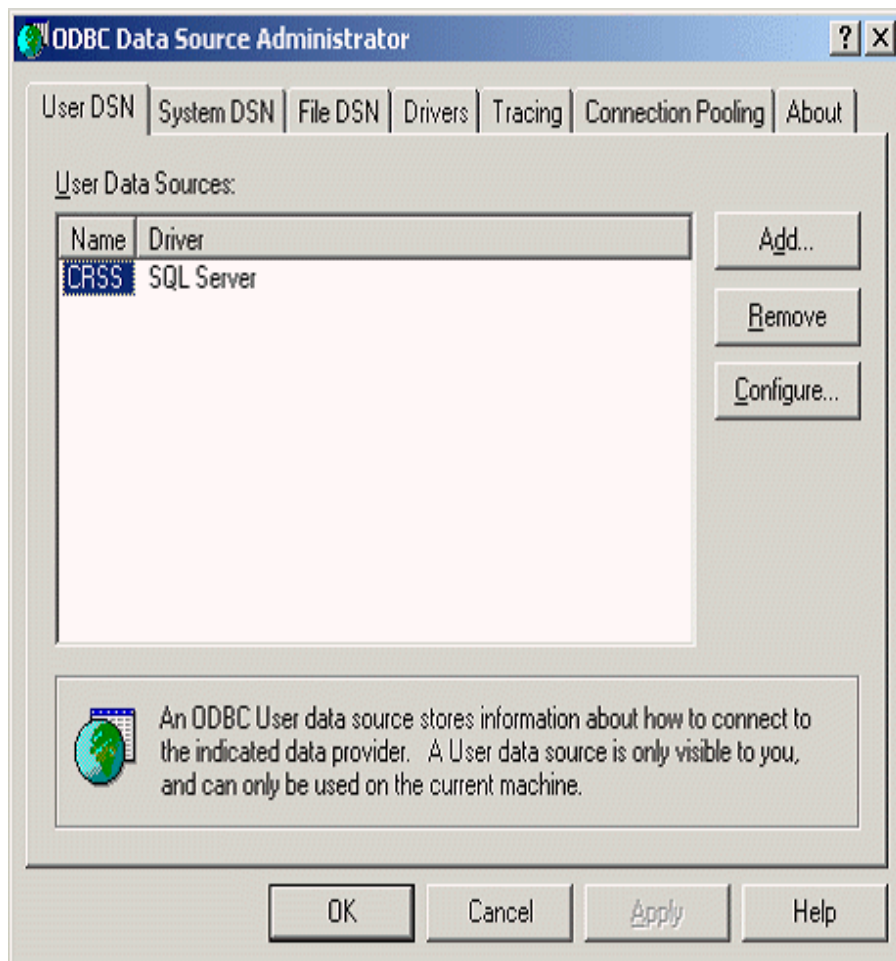 ODBC Data Source Administrator
User DSN System DSN File DSN Drivers Tracing Connection Pooling About
User Data Sources:
Name Driver
CRSS SQL Server
Add...
Remove
Configure...
An ODBC User data source stores information about how to connect to
the indicated data provider. A User data source is only visible to you,
and can only be used on the current machine.
OK Cancel Apply Help